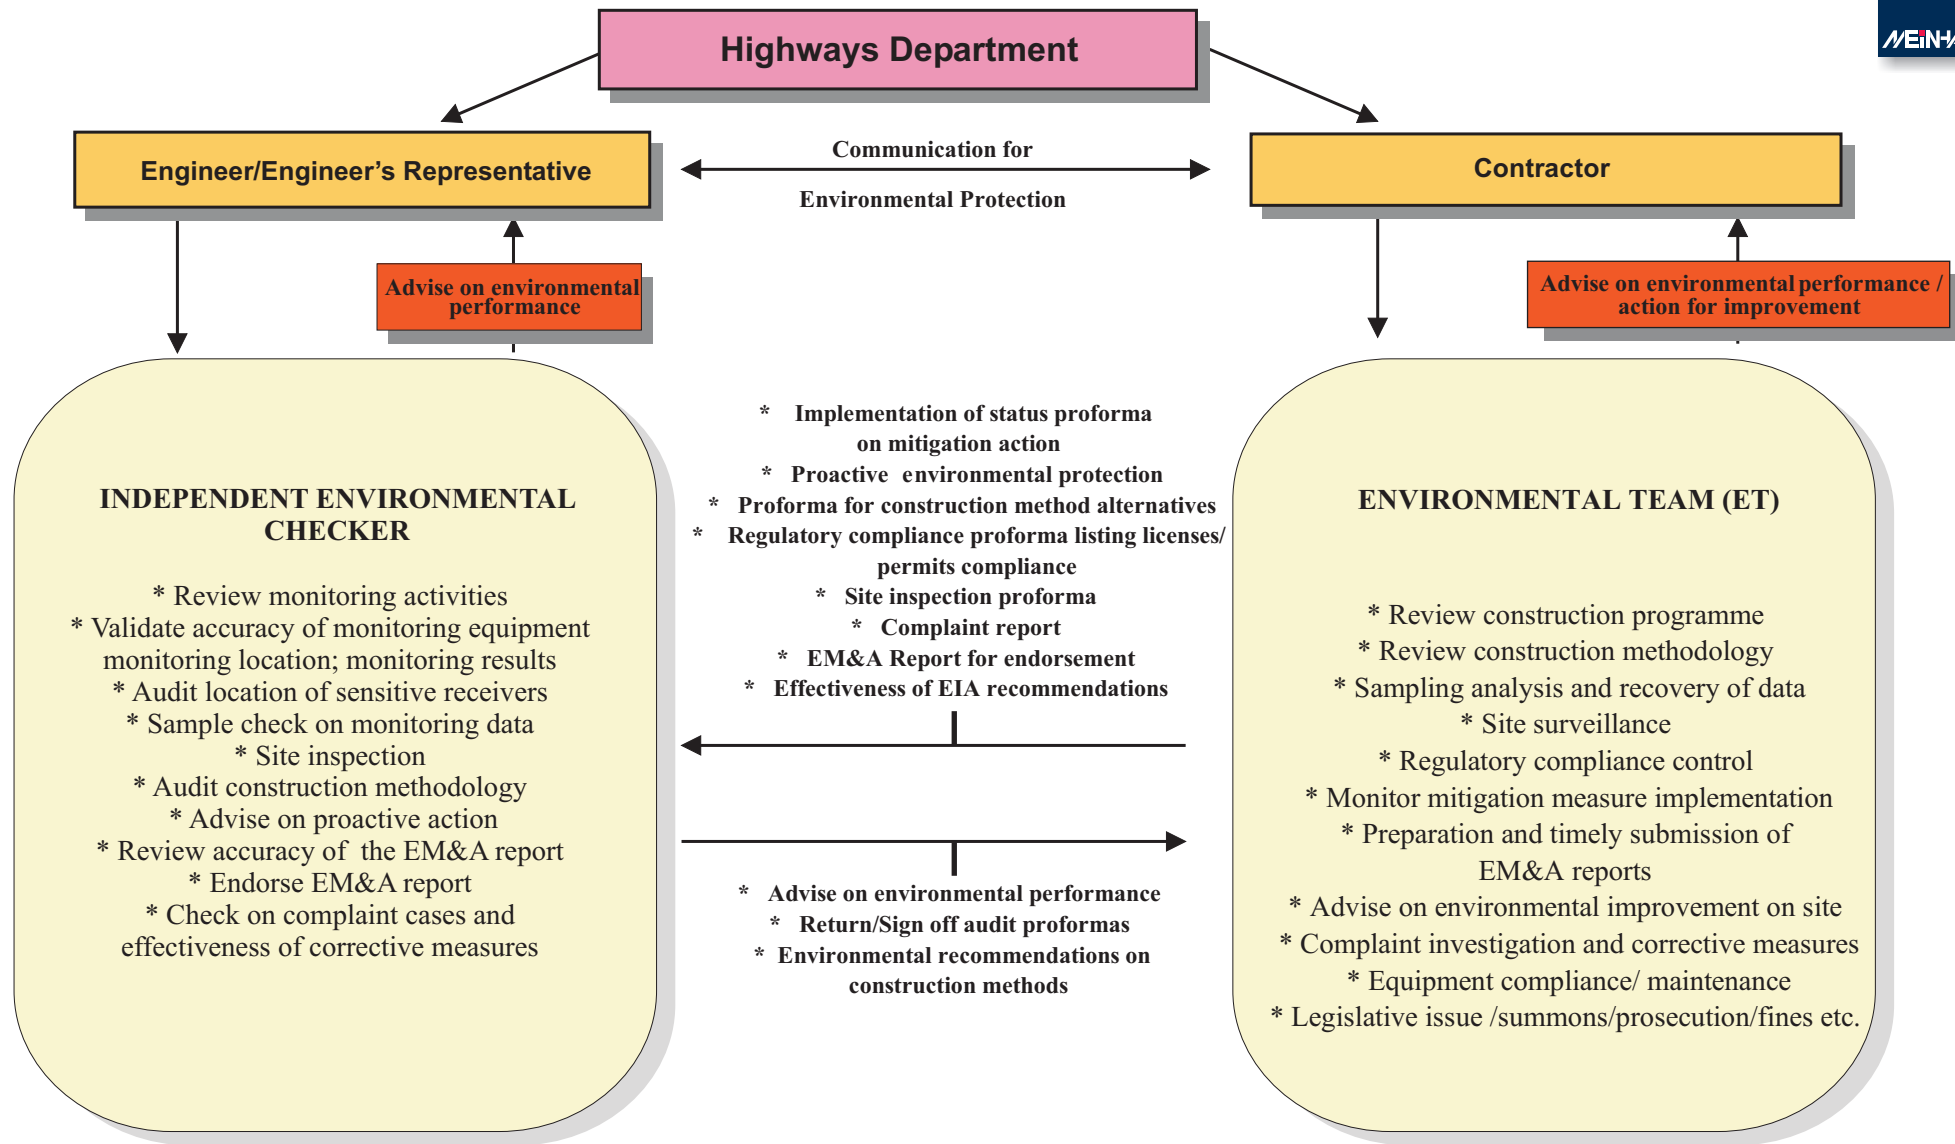 Highways Department
Engineer/Engineer's Representative
Communication for
Environmental Protection
Contractor
Advise on environmental
performance
Advise on environmental performance /
action for improvement
INDEPENDENT ENVIRONMENTAL
CHECKER
* Review monitoring activities
* Validate accuracy of monitoring equipment
monitoring location; monitoring results
* Audit location of sensitive receivers
* Sample check on monitoring data
* Site inspection
* Audit construction methodology
* Advise on proactive action
* Review accuracy of the EM&A report
* Endorse EM&A report
* Check on complaint cases and
effectiveness of corrective measures
* Implementation of status proforma
on mitigation action
* Proactive environmental protection
* Proforma for construction method alternatives
* Regulatory compliance proforma listing licenses/
permits compliance
* Site inspection proforma
* Complaint report
* EM&A Report for endorsement
* Effectiveness of EIA recommendations
* Advise on environmental performance
* Return/Sign off audit proformas
* Environmental recommendations on
construction methods
ENVIRONMENTAL TEAM (ET)
* Review construction programme
* Review construction methodology
* Sampling analysis and recovery of data
* Site surveillance
* Regulatory compliance control
* Monitor mitigation measure implementation
* Preparation and timely submission of
EM&A reports
* Advise on environmental improvement on site
* Complaint investigation and corrective measures
* Equipment compliance/ maintenance
* Legislative issue /summons/prosecution/fines etc.